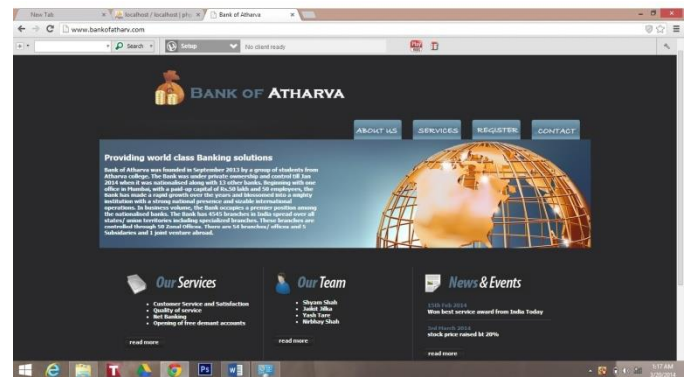 New Tab
localhost / localhost | php
Bank of Atharva
www.bankofatharv.com
Search
Setup
No client ready
BANK OF ATHARVA
ABOUT US
SERVICES
REGISTER
CONTACT
Providing world class Banking solutions
Bank of Atharva was founded in September 2013 by a group of students from
Atharva college. The Bank was under private ownership and control till Jan
2014 when it was nationalised along with 13 other banks. Beginning with one
office in Mumbai, with a paid-up capital of Rs.50 lakh and 50 employees, the
Bank has made a rapid growth over the years and blossomed into a mighty
institution with a strong national presence and sizable international
operations. In business volume, the Bank occupies a premier position among
the nationalised banks. The Bank has 4545 branches in India spread over all
states/ union territories including specialized branches. These branches are
controlled through 50 Zonal Offices. There are 54 branches/ offices and 5
Subsidaries and 1 joint venture abroad.
Our Services
Customer Service and Satisfaction
Quality of service
Net Banking
Opening of free demant accounts
read more
Our Team
Shyam Shah
Jaikit Jilka
Yash Tare
Nirbhay Shah
read more
News & Events
15th Feb 2014
Won best service award from India Today
3rd March 2014
stock price raised bt 20%
read more
Ps
1:17 AM
3/20/2014